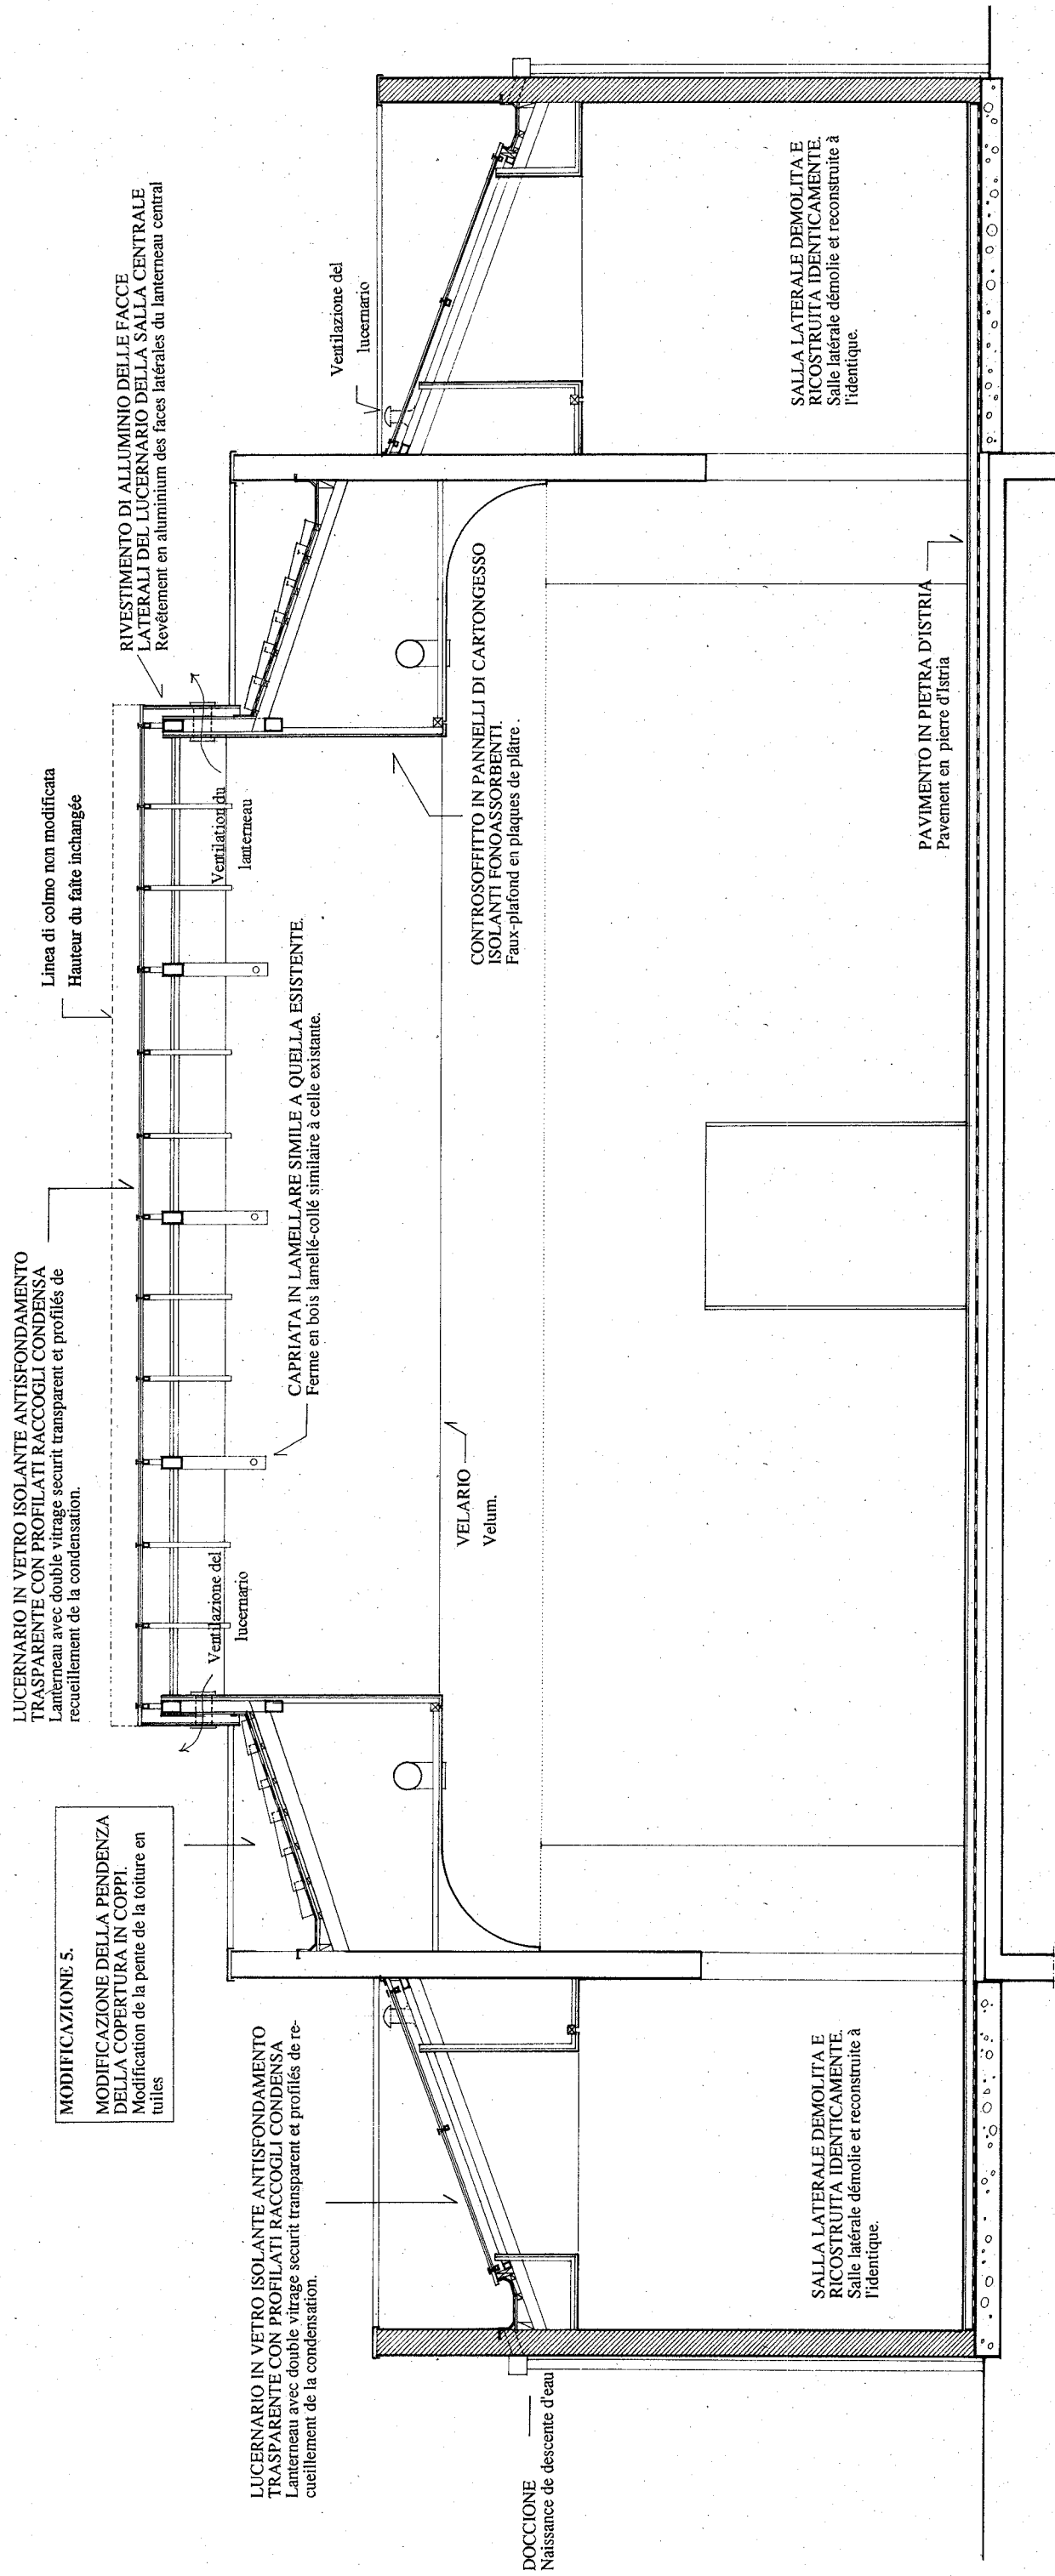 MODIFICAZIONE 5.
MODIFICAZIONE DELLA PENDENZA
DELLA COPERTURA IN COPPI.
Modification de la pente de la toiture en
tuiles
LUCERNARIO IN VETRO ISOLANTE ANTISFONDAMENTO
TRASPARENTE CON PROFILATI RACCOGLI CONDENSA
Lanterneau avec double vitrage securit transparent et profilés de
recueillement de la condensation.
Linea di colmo non modificata
Hauteur du faîte inchangée
RIVESTIMENTO DI ALLUMINIO DELLE FACCE
LATERALI DEL LUCERNARIO DELLA SALLA CENTRALE
Revêtement en aluminium des faces latérales du lanterneau central
LUCERNARIO IN VETRO ISOLANTE ANTISFONDAMENTO
TRASPARENTE CON PROFILATI RACCOGLI CONDENSA
Lanterneau avec double vitrage securit transparent et profilés de re-
cueillement de la condensation.
Ventilazione del
lucernario
Ventilation du
lanterneau
Ventilazione del
lucernario
CAPRIATA IN LAMELLARE SIMILE A QUELLA ESISTENTE.
Ferme en bois lamellé-collé similaire à celle existante.
VELARIO
Velum.
CONTROSOFFITTO IN PANNELLI DI CARTONGESSO
ISOLANTI FONOASSORBENTI.
Faux-plafond en plaques de plâtre .
DOCCIONE
Naissance de descente d'eau
SALLA LATERALE DEMOLITA E
RICOSTRUITA IDENTICAMENTE.
Salle latérale démolie et reconstruite à
l'identique.
SALLA LATERALE DEMOLITA E
RICOSTRUITA IDENTICAMENTE.
Salle latérale démolie et reconstruite à
l'identique.
PAVIMENTO IN PIETRA D'ISTRIA
Pavement en pierre d'Istria